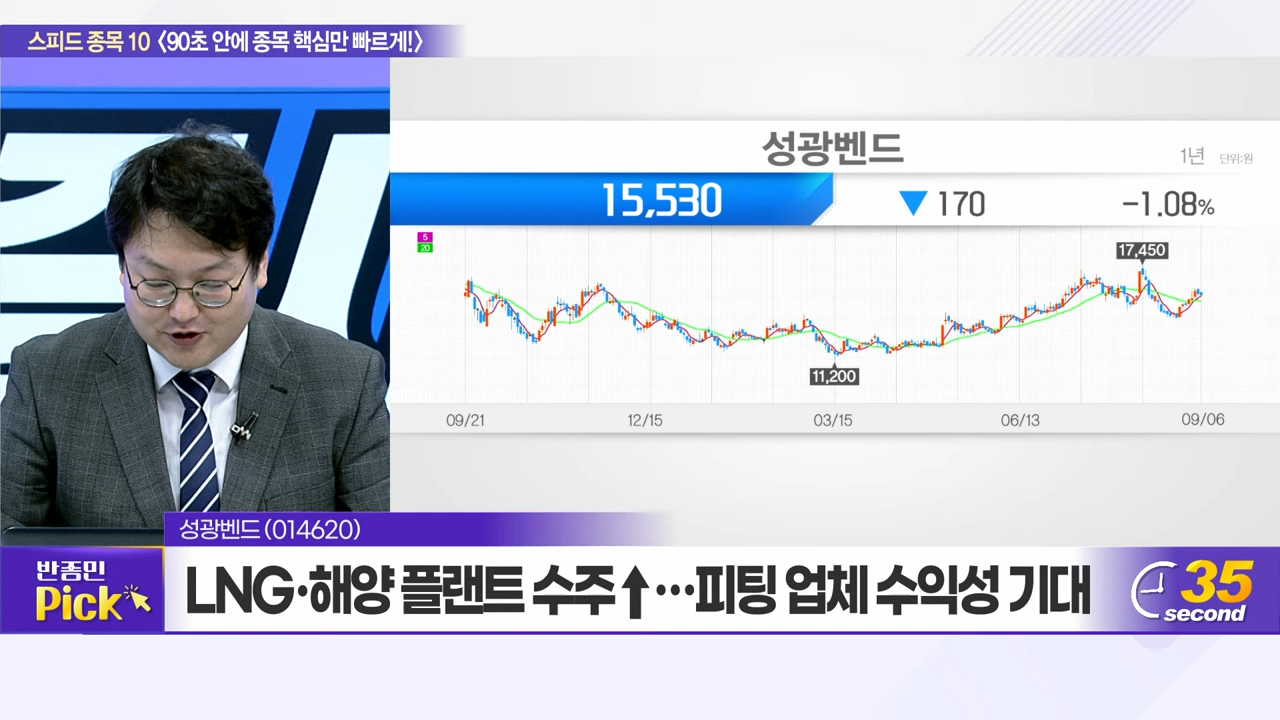 스피드 종목 10 〈90초 안에 종목 핵심만 빠르게!〉
성광벤드
1년 단위:원
15,530 ▼ 170 -1.08%
5
20
17,450
11,200
09/21 12/15 03/15 06/13 09/06
성광벤드 (014620)
반종민
Pick
LNG·해양 플랜트 수주↑…피팅 업체 수익성 기대
35
second